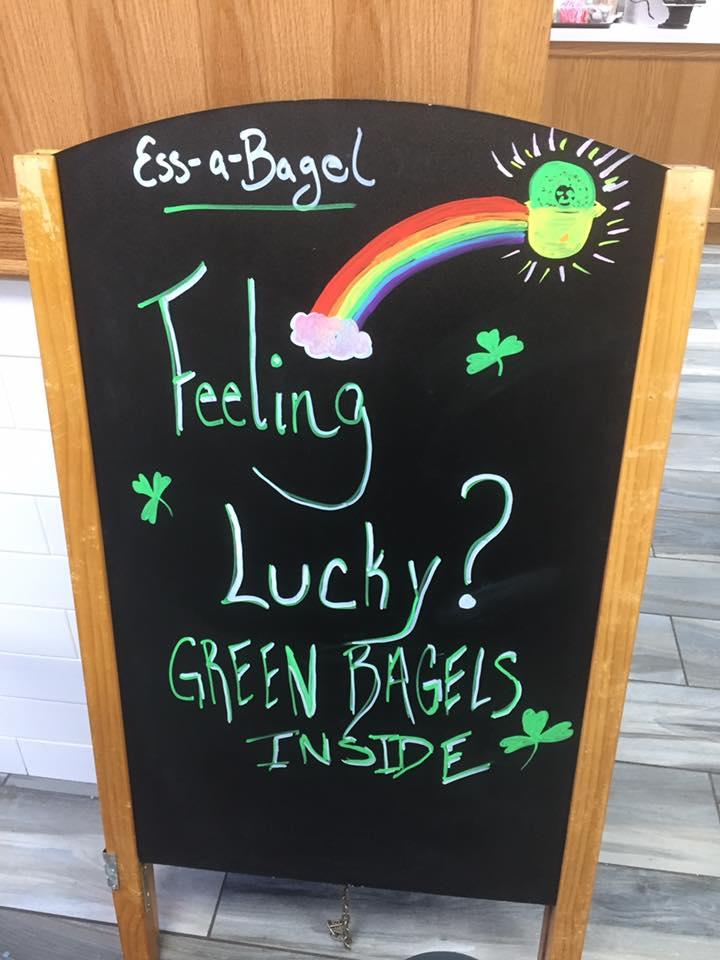 Ess-a-Bagel
Feeling
Lucky?
GREEN BAGELS
INSIDE